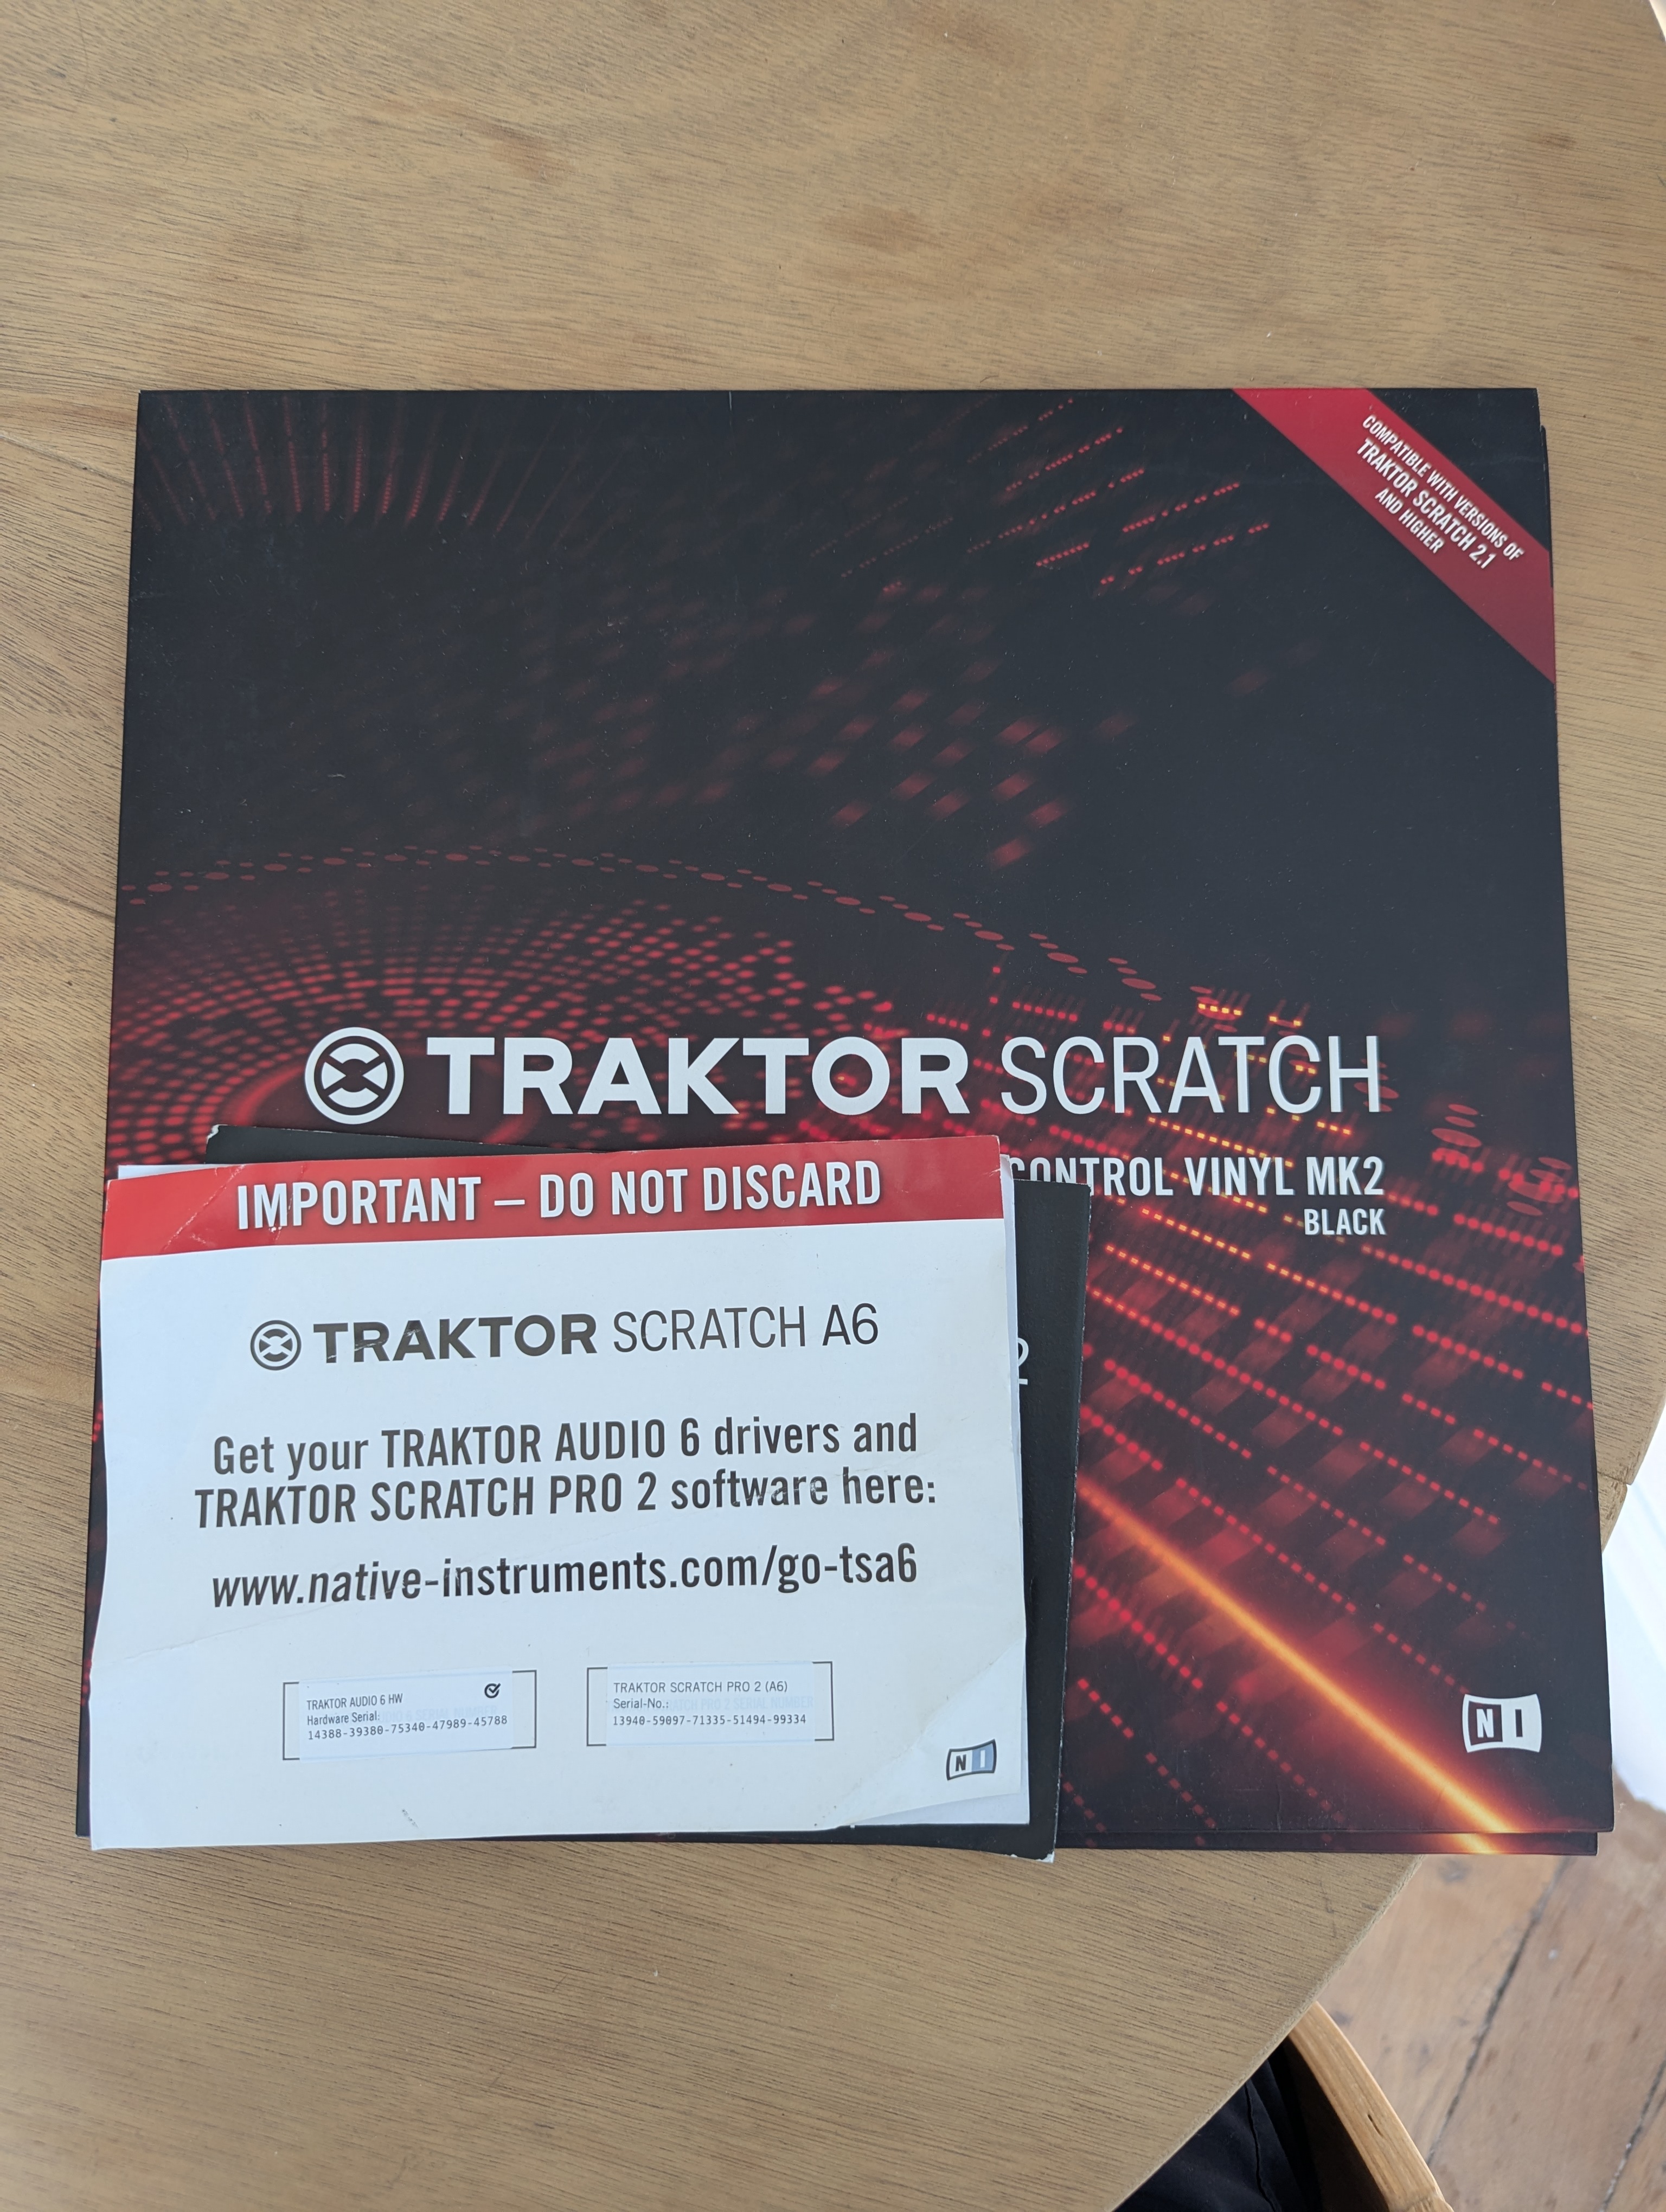 COMPATIBLE WITH VERSIONS OF
TRAKTOR SCRATCH 2.1
AND HIGHER
TRAKTOR SCRATCH
CONTROL VINYL MK2
BLACK
2
IMPORTANT – DO NOT DISCARD
TRAKTOR SCRATCH A6
Get your TRAKTOR AUDIO 6 drivers and
TRAKTOR SCRATCH PRO 2 software here:
www.native-instruments.com/go-tsa6
TRAKTOR AUDIO 6 HW
Hardware Serial:
14388-39380-75340-47989-45788
TRAKTOR SCRATCH PRO 2 (A6)
Serial-No.:
13940-59097-71335-51494-99334
NI
NI